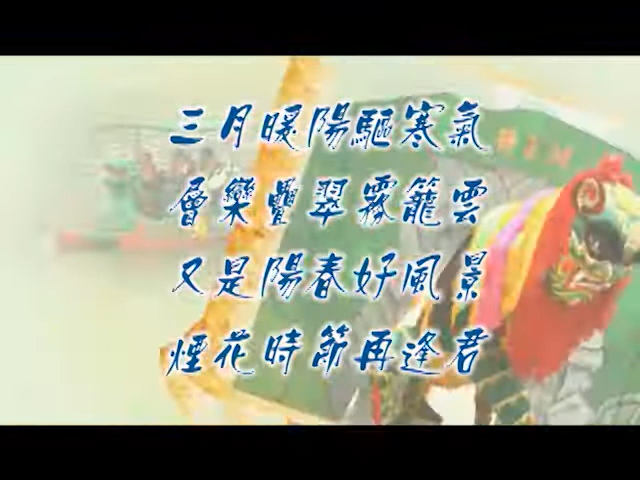 三月暖陽驅寒氣
層欒疊翠霧籠雲
又是陽春好風景
煙花時節再逢君